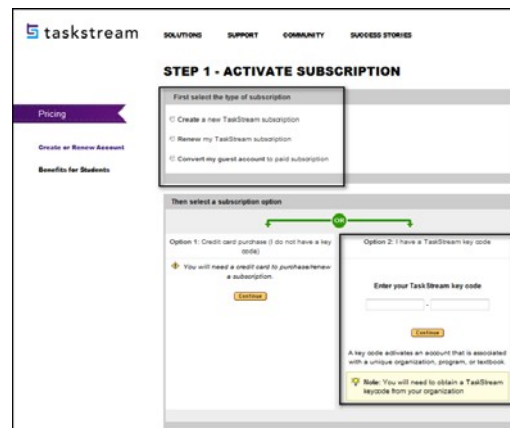 taskstream
SOLUTIONS SUPPORT COMMUNITY SUCCESS STORIES
STEP 1 - ACTIVATE SUBSCRIPTION
First select the type of subscription
Pricing
Create a new TaskStream subscription
Renew my TaskStream subscription
Create or Renew Account
Convert my guest account to paid subscription
Benefits for Students
Then select a subscription option
OR
Option 1: Credit card purchase (I do not have a key
code)
You will need a credit card to purchase/renew
a subscription.
Continue
Option 2: I have a TaskStream key code
Enter your TaskStream key code
-
Continue
A key code activates an account that is associated
with a unique organization, program, or textbook.
Note: You will need to obtain a TaskStream
keycode from your organization